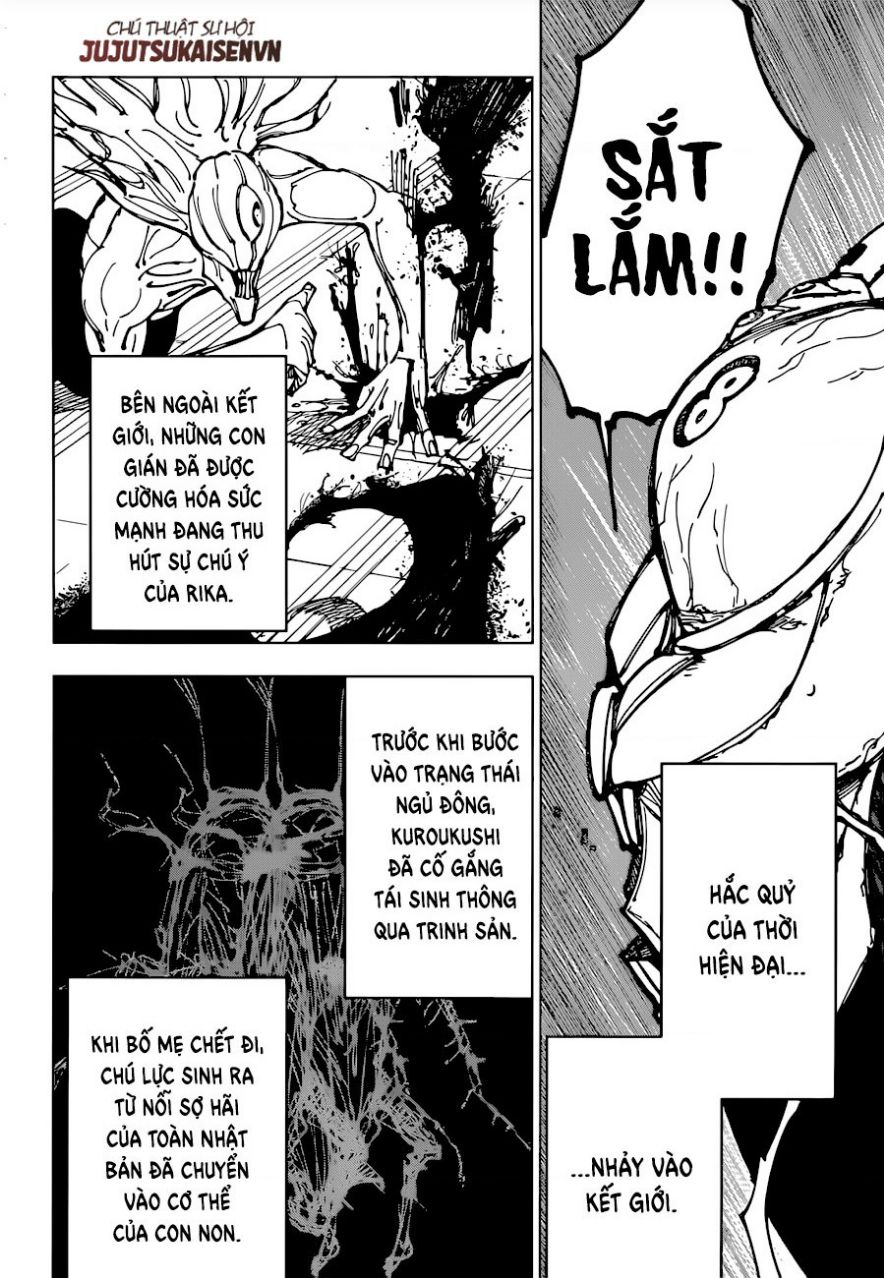 CHÚ THUẬT SƯ HỘI
JUJUTSUKAISENVN
BÊN NGOÀI KẾT
GIỚI, NHỮNG CON
GIÁN ĐÃ ĐƯỢC
CƯỜNG HÓA SỨC
MẠNH ĐANG THU
HÚT SỰ CHÚ Ý
CỦA RIKA.
TRƯỚC KHI BƯỚC
VÀO TRẠNG THÁI
NGỦ ĐÔNG,
KUROUKUSHI
ĐÃ CỐ GẮNG
TÁI SINH THÔNG
QUA TRINH SẢN.
KHI BỐ MẸ CHẾT ĐI,
CHÚ LỰC SINH RA
TỪ NỖI SỢ HÃI
CỦA TOÀN NHẬT
BẢN ĐÃ CHUYỂN
VÀO CƠ THỂ
CỦA CON NON.
SẮT
LẮM!!
8
HẮC QUỶ
CỦA THỜI
HIỆN ĐẠI...
...NHẢY VÀO
KẾT GIỚI.